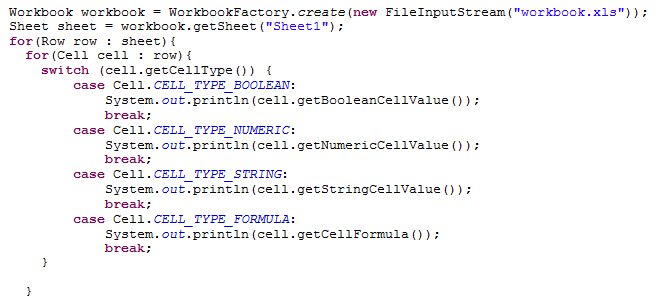 Workbook workbook = WorkbookFactory.create(new FileInputStream("workbook.xls"));
Sheet sheet = workbook.getSheet("Sheet1");
for(Row row : sheet){
  for(Cell cell : row){
    switch (cell.getCellType()) {
        case Cell.CELL_TYPE_BOOLEAN:
            System.out.println(cell.getBooleanCellValue());
            break;
        case Cell.CELL_TYPE_NUMERIC:
            System.out.println(cell.getNumericCellValue());
            break;
        case Cell.CELL_TYPE_STRING:
            System.out.println(cell.getStringCellValue());
            break;
        case Cell.CELL_TYPE_FORMULA:
            System.out.println(cell.getCellFormula());
            break;
    }
  }